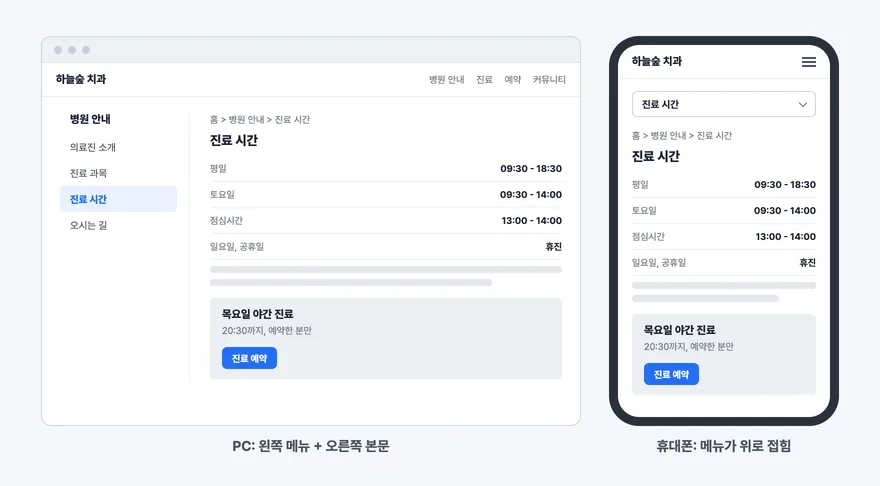 하늘숲 치과
병원 안내 진료 예약 커뮤니티
병원 안내
의료진 소개
진료 과목
진료 시간
오시는 길
홈 > 병원 안내 > 진료 시간
진료 시간
평일 09:30 - 18:30
토요일 09:30 - 14:00
점심시간 13:00 - 14:00
일요일, 공휴일 휴진
목요일 야간 진료
20:30까지, 예약한 분만
진료 예약
PC: 왼쪽 메뉴 + 오른쪽 본문
하늘숲 치과
진료 시간
홈 > 병원 안내 > 진료 시간
진료 시간
평일 09:30 - 18:30
토요일 09:30 - 14:00
점심시간 13:00 - 14:00
일요일, 공휴일 휴진
목요일 야간 진료
20:30까지, 예약한 분만
진료 예약
휴대폰: 메뉴가 위로 접힘